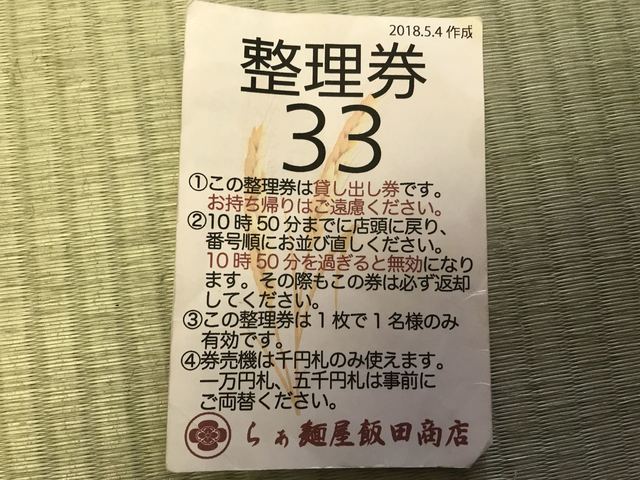 2018.5.4 作成
整理券
33
①この整理券は貸し出し券です。
お持ち帰りはご遠慮ください。
②10時50分までに店頭に戻り、
番号順にお並び直しください。
10時50分を過ぎると無効になり
ます。その際もこの券は必ず返却
してください。
③この整理券は1枚で1名様のみ
有効です。
④券売機は千円札のみ使えます。
一万円札、五千円札は事前に
ご両替ください。
らぁ麺屋飯田商店